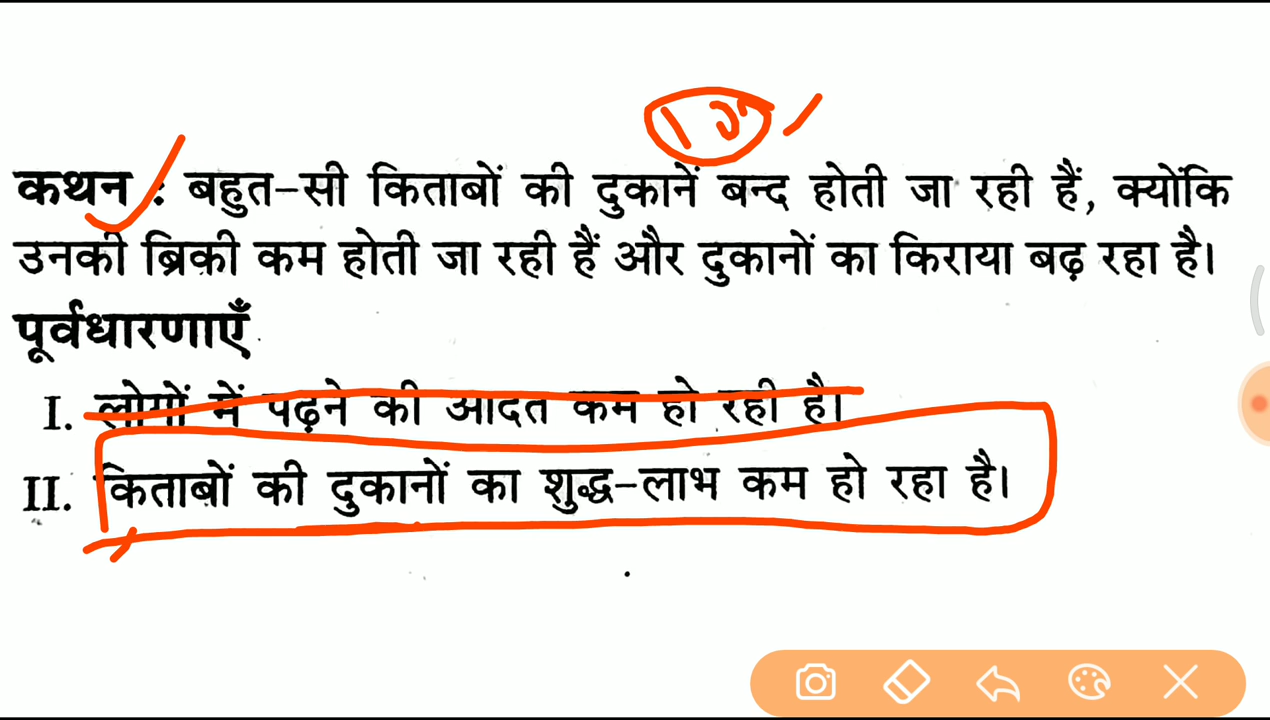 कथन : बहुत-सी किताबों की दुकानें बन्द होती जा रही हैं, क्योंकि
उनकी ब्रिकी कम होती जा रही हैं और दुकानों का किराया बढ़ रहा है।
पूर्वधारणाएँ
I. लोगों में पढ़ने की आदत कम हो रही है।
II. किताबों की दुकानों का शुद्ध-लाभ कम हो रहा है।